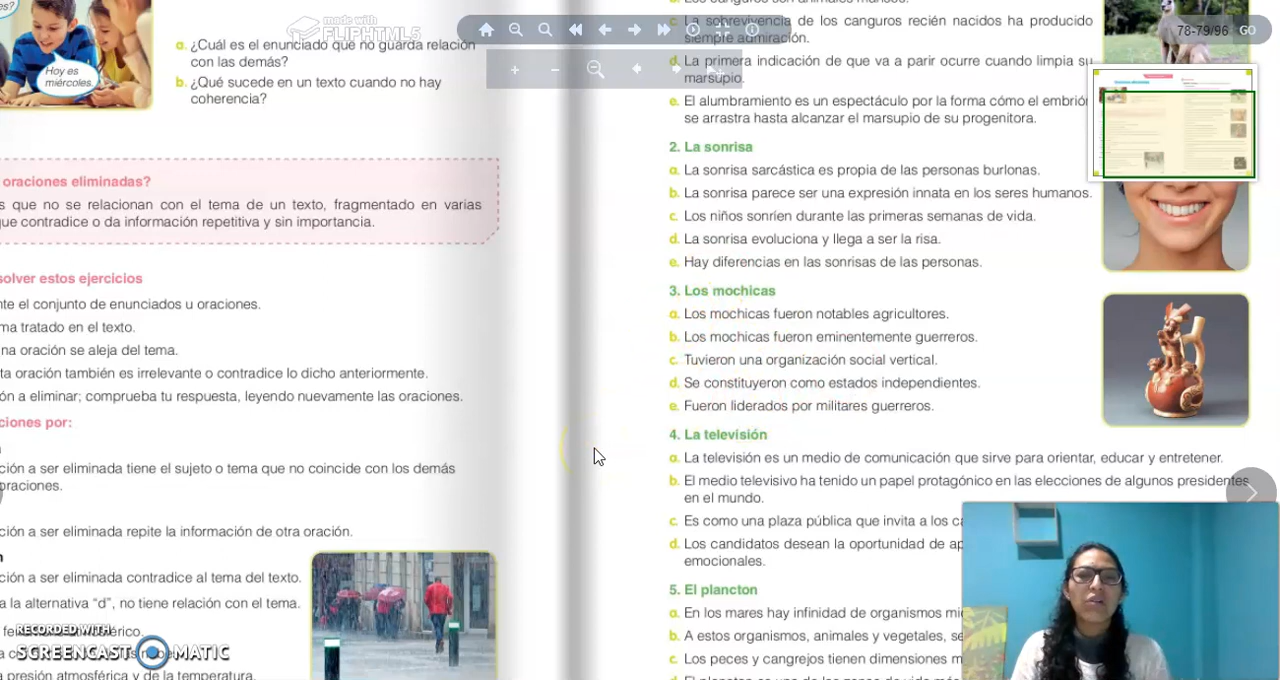 es?
Hoy es
miércoles.
made with
FLIPHTML5
78-79/96 GO
a. ¿Cuál es el enunciado que no guarda relación
con las demás?
b. ¿Qué sucede en un texto cuando no hay
coherencia?
oraciones eliminadas?
s que no se relacionan con el tema de un texto, fragmentado en varias
que contradice o da información repetitiva y sin importancia.
solver estos ejercicios
nte el conjunto de enunciados u oraciones.
ma tratado en el texto.
na oración se aleja del tema.
ta oración también es irrelevante o contradice lo dicho anteriormente.
ón a eliminar; comprueba tu respuesta, leyendo nuevamente las oraciones.
ciones por:
ción a ser eliminada tiene el sujeto o tema que no coincide con los demás
oraciones.
ción a ser eliminada repite la información de otra oración.
n
ción a ser eliminada contradice al tema del texto.
a la alternativa “d”, no tiene relación con el tema.
RECORDED WITH
SCREENCAST MATIC
a presión atmosférica y de la temperatura.
c. La sobrevivencia de los canguros recién nacidos ha producido
siempre admiración.
d. La primera indicación de que va a parir ocurre cuando limpia su
marsupio.
e. El alumbramiento es un espectáculo por la forma cómo el embrión
se arrastra hasta alcanzar el marsupio de su progenitora.
2. La sonrisa
a. La sonrisa sarcástica es propia de las personas burlonas.
b. La sonrisa parece ser una expresión innata en los seres humanos.
c. Los niños sonríen durante las primeras semanas de vida.
d. La sonrisa evoluciona y llega a ser la risa.
e. Hay diferencias en las sonrisas de las personas.
3. Los mochicas
a. Los mochicas fueron notables agricultores.
b. Los mochicas fueron eminentemente guerreros.
c. Tuvieron una organización social vertical.
d. Se constituyeron como estados independientes.
e. Fueron liderados por militares guerreros.
4. La televisión
a. La televisión es un medio de comunicación que sirve para orientar, educar y entretener.
b. El medio televisivo ha tenido un papel protagónico en las elecciones de algunos presidentes
en el mundo.
c. Es como una plaza pública que invita a los ca
d. Los candidatos desean la oportunidad de ap
emocionales.
5. El plancton
a. En los mares hay infinidad de organismos mi
b. A estos organismos, animales y vegetales, se
c. Los peces y cangrejos tienen dimensiones m